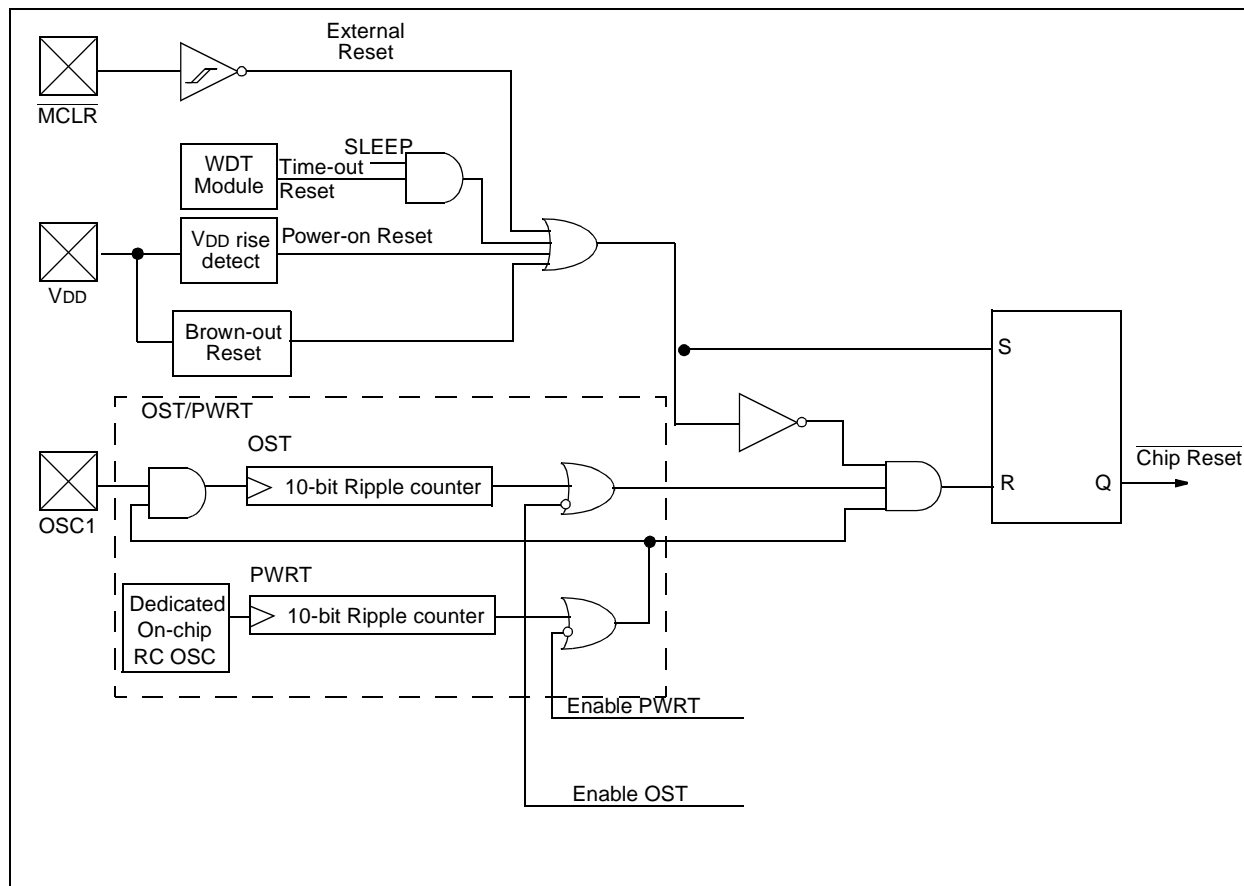 External
Reset
MCLR
SLEEP
WDT
Module
Time-out
Reset
VDD rise
detect
Power-on Reset
VDD
Brown-out
Reset
S
OST/PWRT
OST
10-bit Ripple counter
OSC1
Chip Reset
R
Q
PWRT
10-bit Ripple counter
Dedicated
On-chip
RC OSC
Enable PWRT
Enable OST